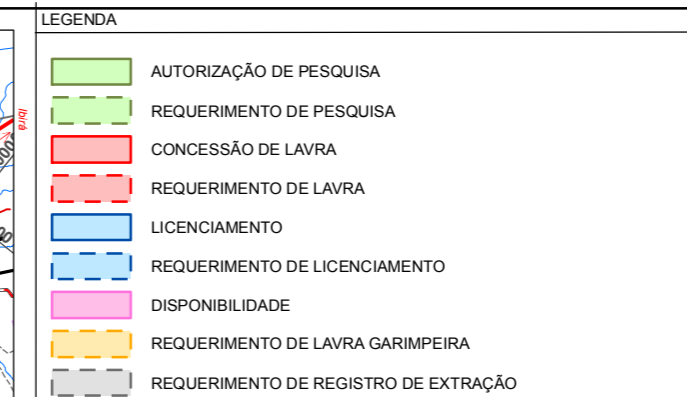 LEGENDA
AUTORIZAÇÃO DE PESQUISA
REQUERIMENTO DE PESQUISA
CONCESSÃO DE LAVRA
REQUERIMENTO DE LAVRA
LICENCIAMENTO
REQUERIMENTO DE LICENCIAMENTO
DISPONIBILIDADE
REQUERIMENTO DE LAVRA GARIMPEIRA
REQUERIMENTO DE REGISTRO DE EXTRAÇÃO
Ibirá